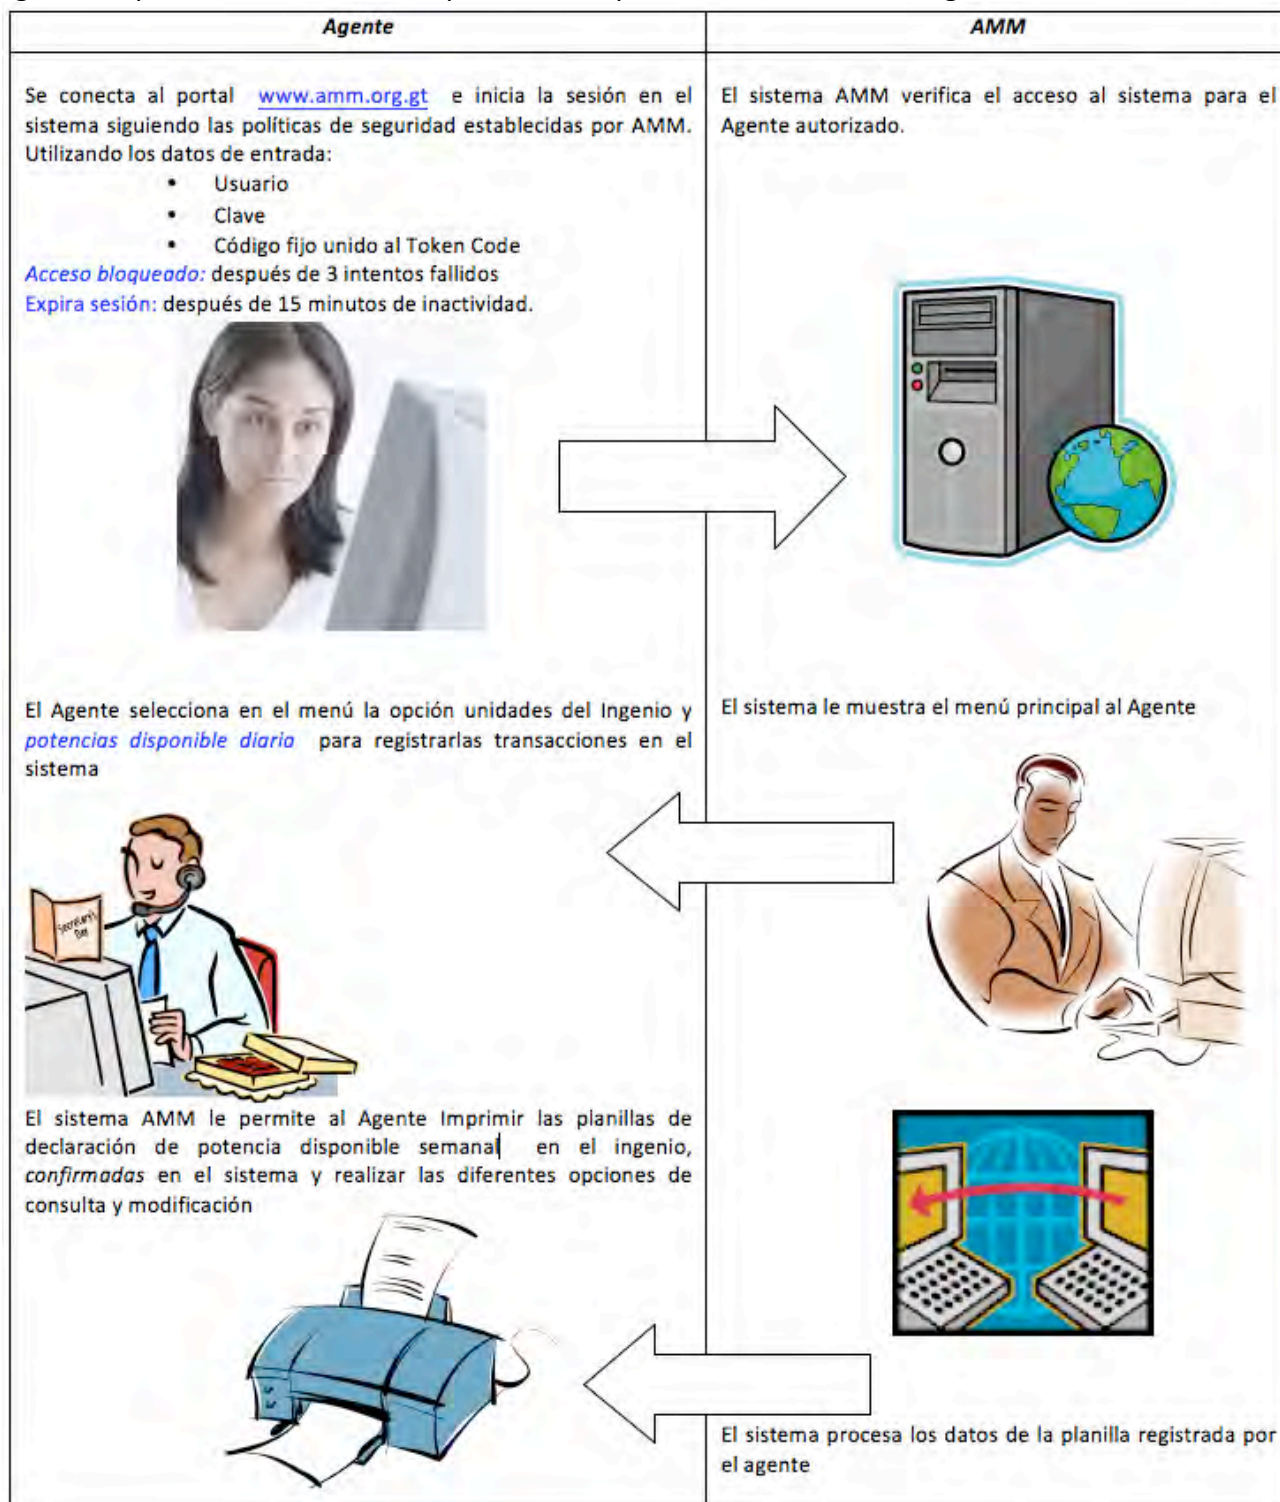 Agente
AMM
Se conecta al portal www.amm.org.gt e inicia la sesión en el
sistema siguiendo las políticas de seguridad establecidas por AMM.
Utilizando los datos de entrada:
• Usuario
• Clave
• Código fijo unido al Token Code
Acceso bloqueado: después de 3 intentos fallidos
Expira sesión: después de 15 minutos de inactividad.
El sistema AMM verifica el acceso al sistema para el
Agente autorizado.
El Agente selecciona en el menú la opción unidades del Ingenio y
potencias disponible diaria para registrarlas transacciones en el
sistema
El sistema le muestra el menú principal al Agente
Secretary's
Day
El sistema AMM le permite al Agente Imprimir las planillas de
declaración de potencia disponible semanal en el ingenio,
confirmadas en el sistema y realizar las diferentes opciones de
consulta y modificación
El sistema procesa los datos de la planilla registrada por
el agente